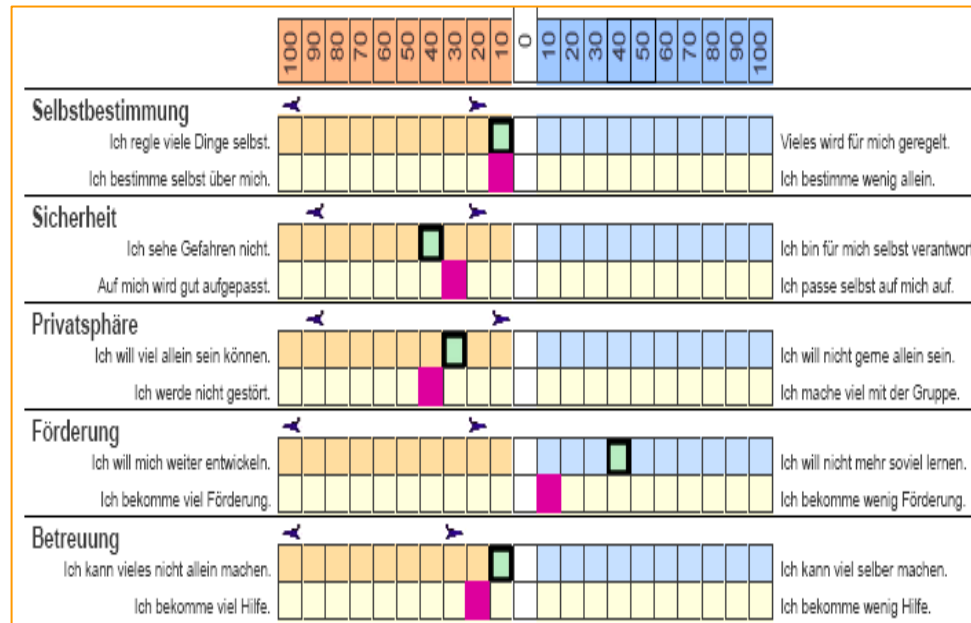 100 90 80 70 60 50 40 30 20 10 0 10 20 30 40 50 60 70 80 90 100
Selbstbestimmung
Ich regle viele Dinge selbst. Vieles wird für mich geregelt.
Ich bestimme selbst über mich. Ich bestimme wenig allein.
Sicherheit
Ich sehe Gefahren nicht. Ich bin für mich selbst verantwor
Auf mich wird gut aufgepasst. Ich passe selbst auf mich auf.
Privatsphäre
Ich will viel allein sein können. Ich will nicht gerne allein sein.
Ich werde nicht gestört. Ich mache viel mit der Gruppe.
Förderung
Ich will mich weiter entwickeln. Ich will nicht mehr soviel lernen.
Ich bekomme viel Förderung. Ich bekomme wenig Förderung.
Betreuung
Ich kann vieles nicht allein machen. Ich kann viel selber machen.
Ich bekomme viel Hilfe. Ich bekomme wenig Hilfe.